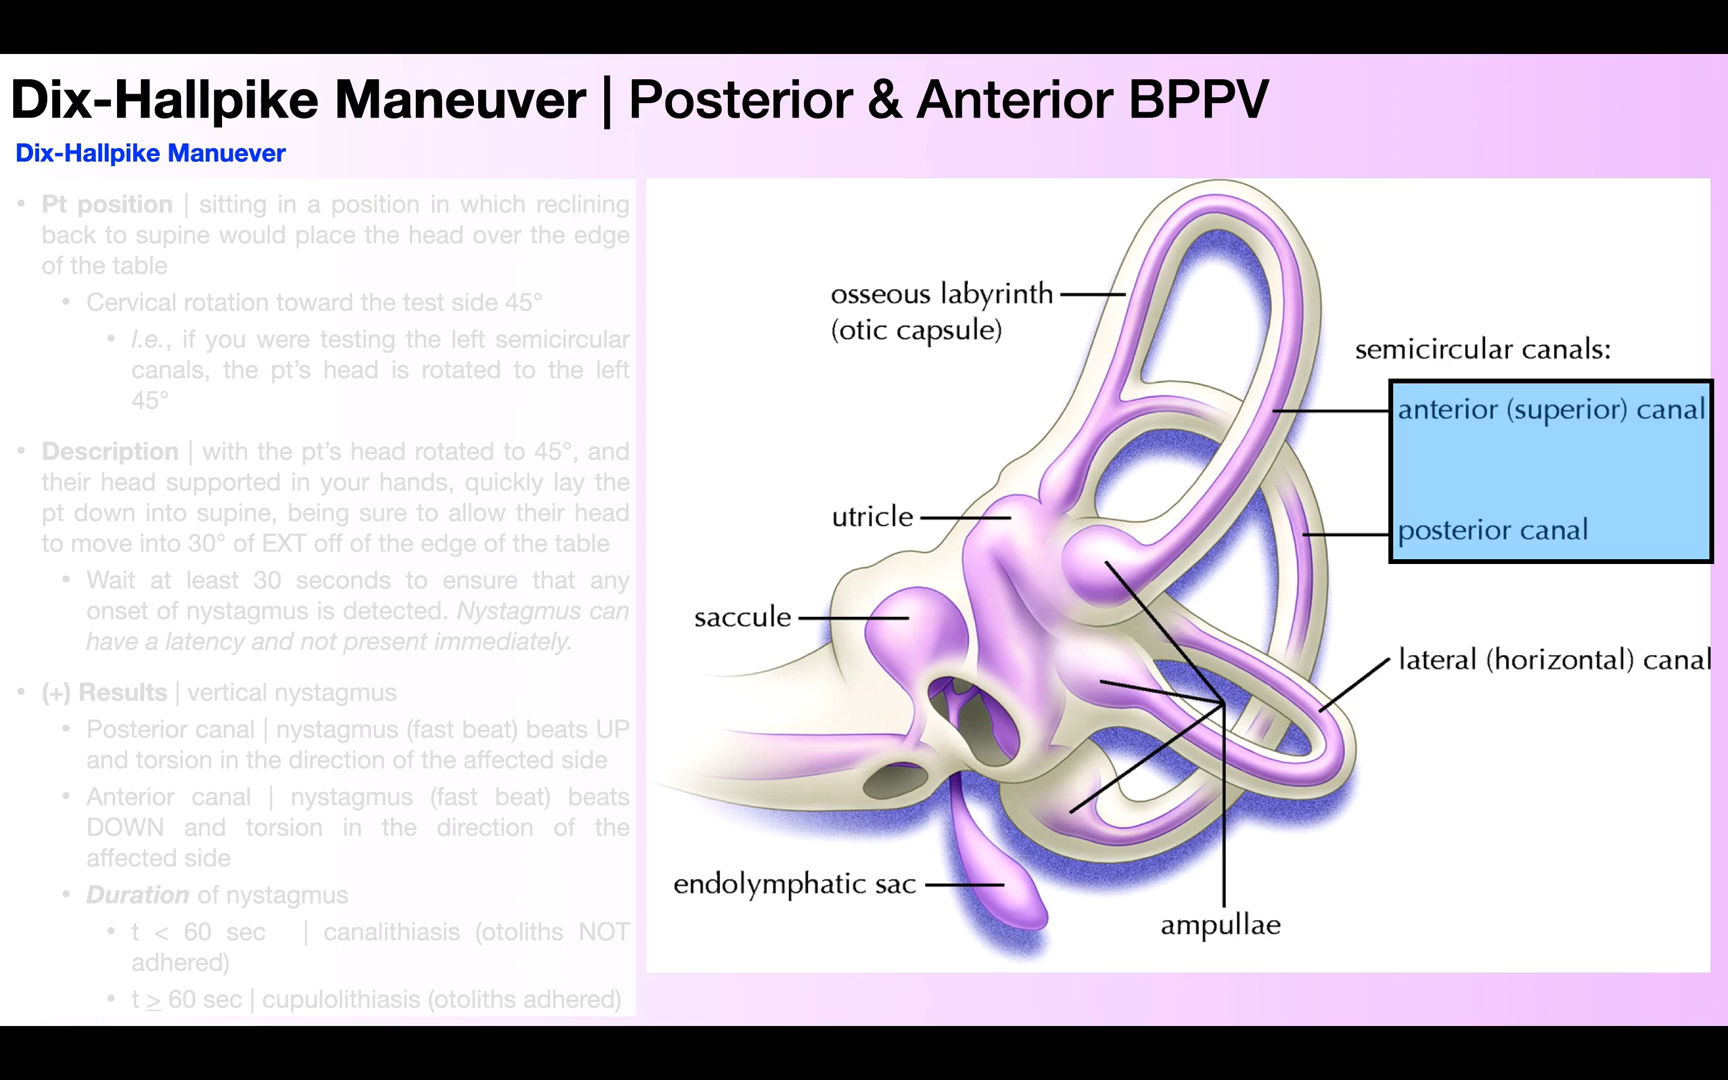 Dix-Hallpike Maneuver | Posterior & Anterior BPPV
Dix-Hallpike Manuever
• Pt position | sitting in a position in which reclining
back to supine would place the head over the edge
of the table
• Cervical rotation toward the test side 45°
• I.e., if you were testing the left semicircular
canals, the pt's head is rotated to the left
45°
• Description | with the pt's head rotated to 45°, and
their head supported in your hands, quickly lay the
pt down into supine, being sure to allow their head
to move into 30° of EXT off of the edge of the table
• Wait at least 30 seconds to ensure that any
onset of nystagmus is detected. Nystagmus can
have a latency and not present immediately.
• (+) Results | vertical nystagmus
• Posterior canal | nystagmus (fast beat) beats UP
and torsion in the direction of the affected side
• Anterior canal | nystagmus (fast beat) beats
DOWN and torsion in the direction of the
affected side
• Duration of nystagmus
• t < 60 sec | canalithiasis (otoliths NOT
adhered)
• t ≥ 60 sec | cupulolithiasis (otoliths adhered)
osseous labyrinth
(otic capsule)
semicircular canals:
anterior (superior) canal
utricle
posterior canal
saccule
lateral (horizontal) canal
endolymphatic sac
ampullae